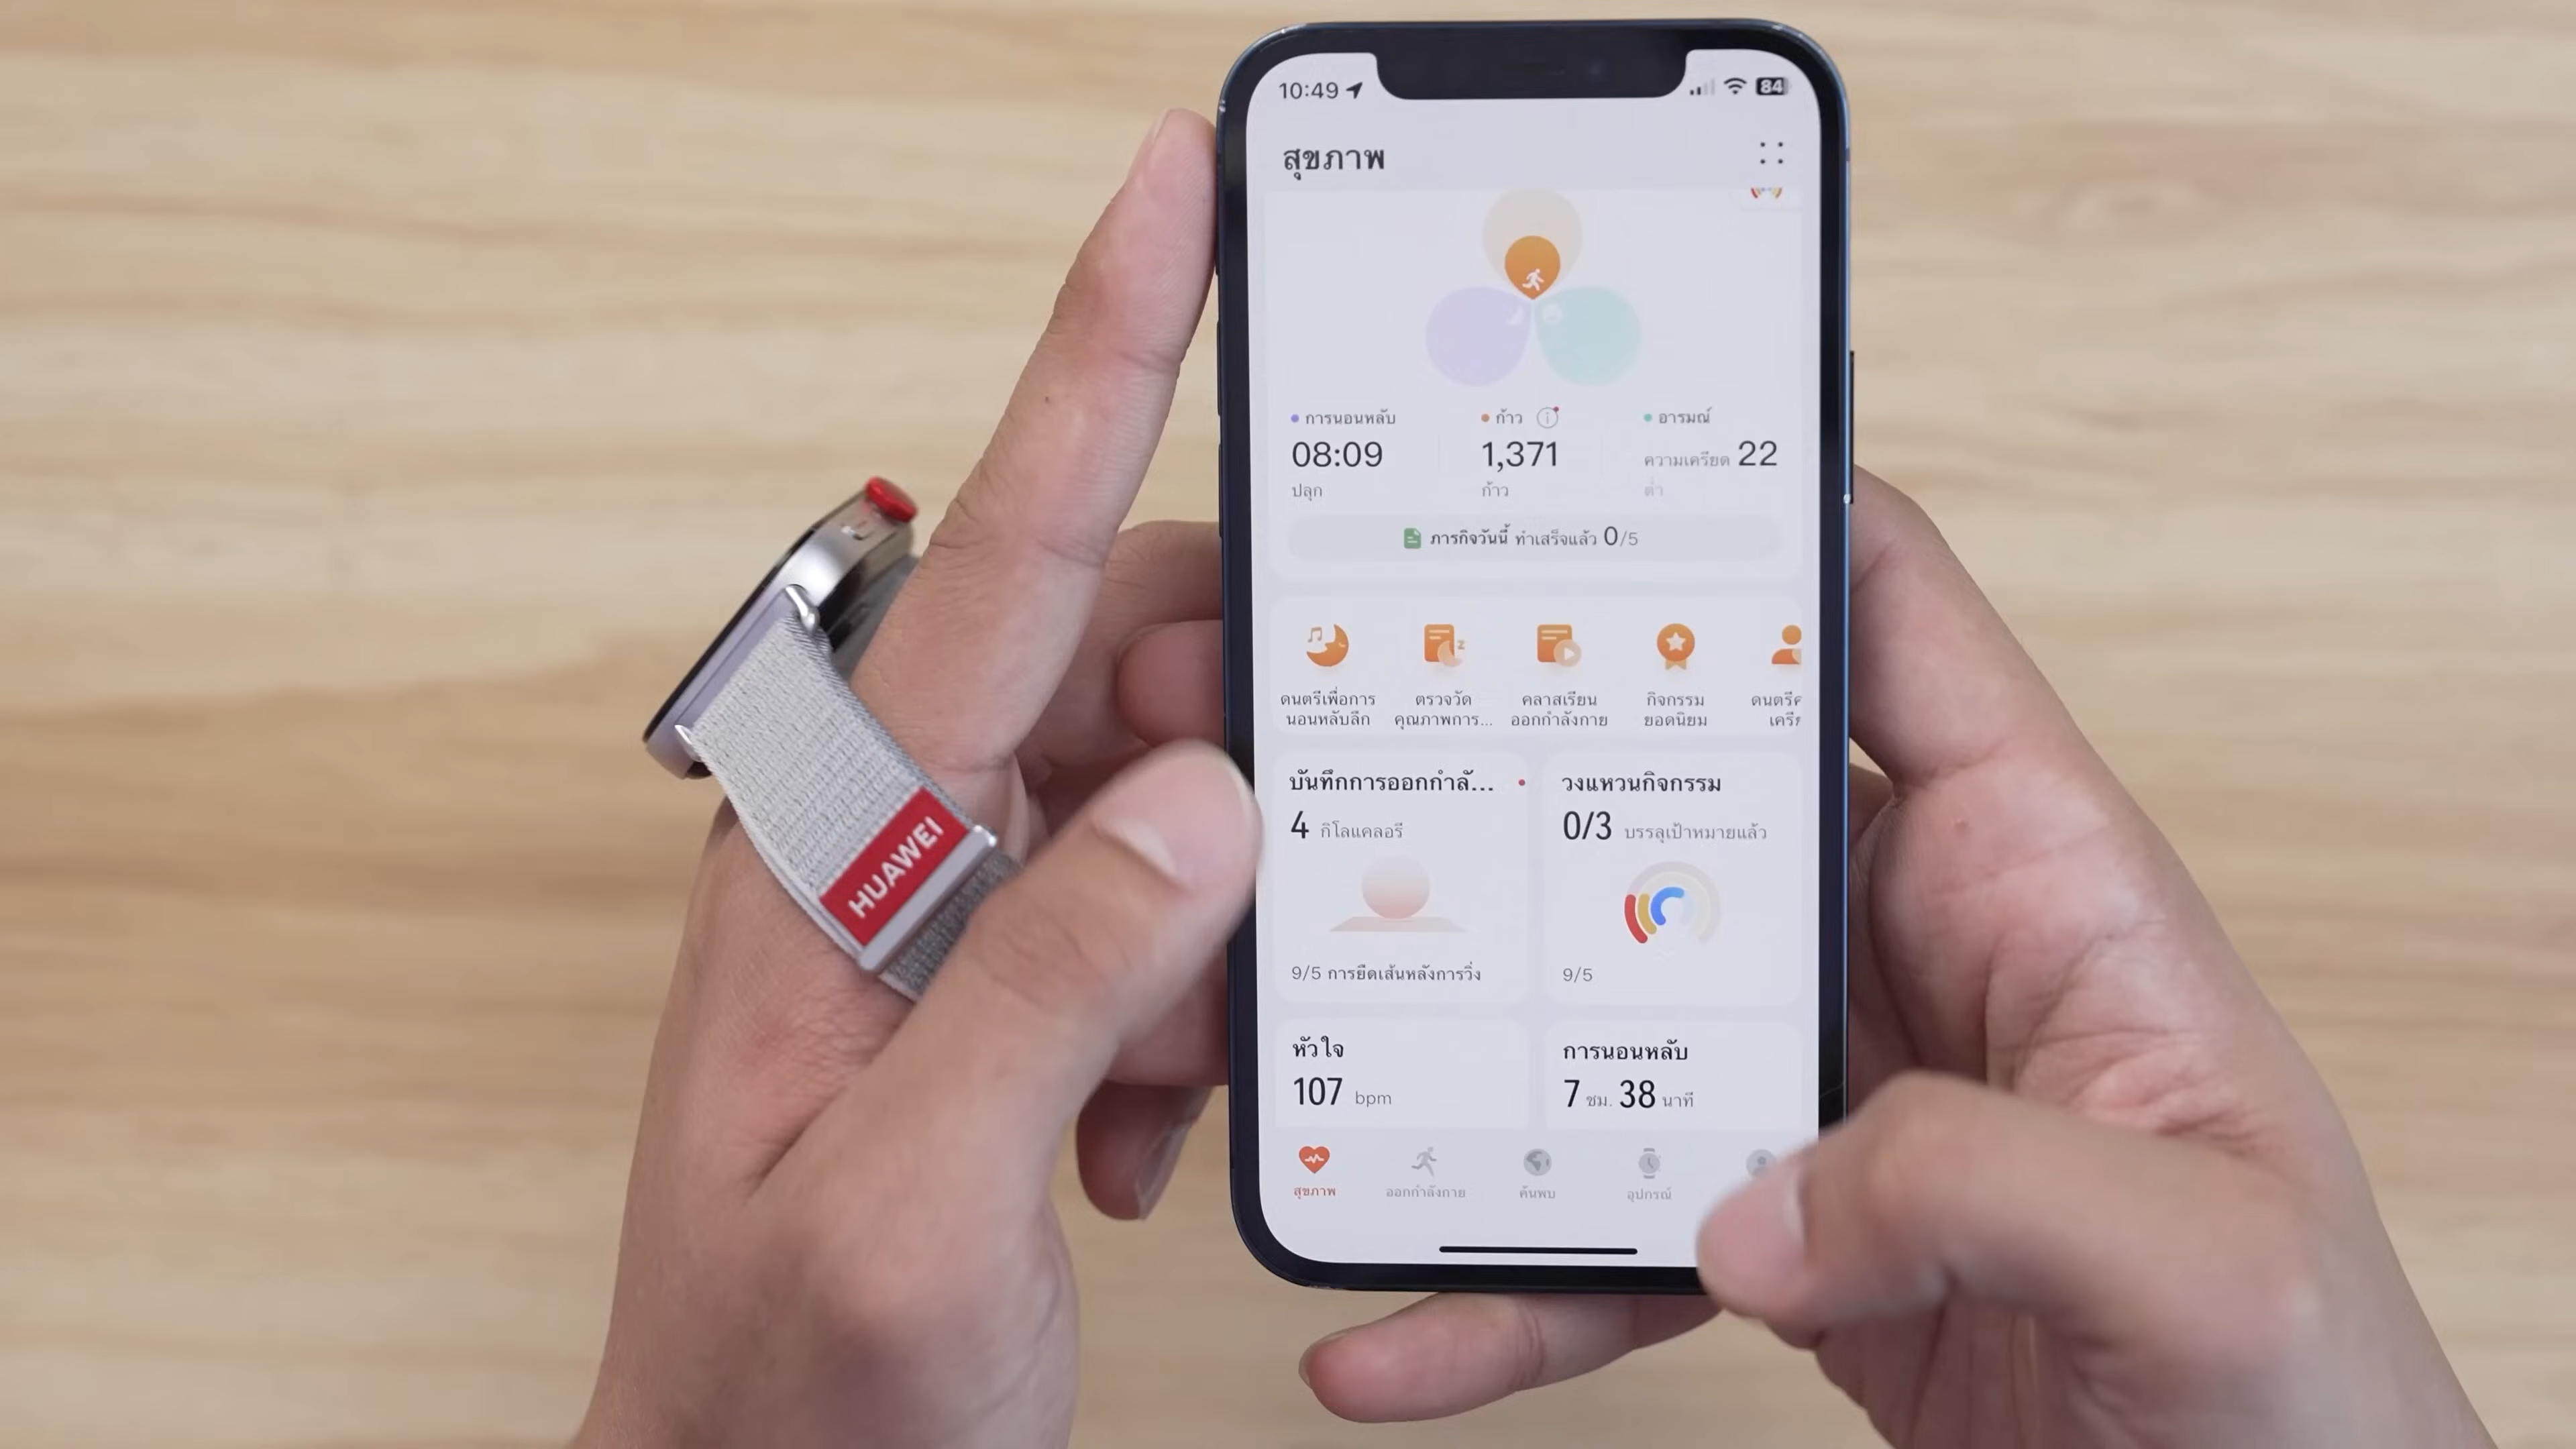 10:49
84
สุขภาพ
การนอนหลับ
08:09
ปลุก
ก้าว
1,371
ก้าว
อารมณ์
ความเครียด 22
ต่ำ
ภารกิจวันนี้ ทำเสร็จแล้ว 0/5
ดนตรีเพื่อการ
นอนหลับลึก
ตรวจวัด
คุณภาพการ...
คลาสเรียน
ออกกำลังกาย
กิจกรรม
ยอดนิยม
บันทึกการออกกำลั...
4 กิโลแคลอรี
9/5 การยืดเส้นหลังการวิ่ง
วงแหวนกิจกรรม
0/3 บรรลุเป้าหมายแล้ว
9/5
หัวใจ
107 bpm
การนอนหลับ
7 ชม. 38 นาที
สุขภาพ
ออกกำลังกาย
ค้นพบ
อุปกรณ์
HUAWEI